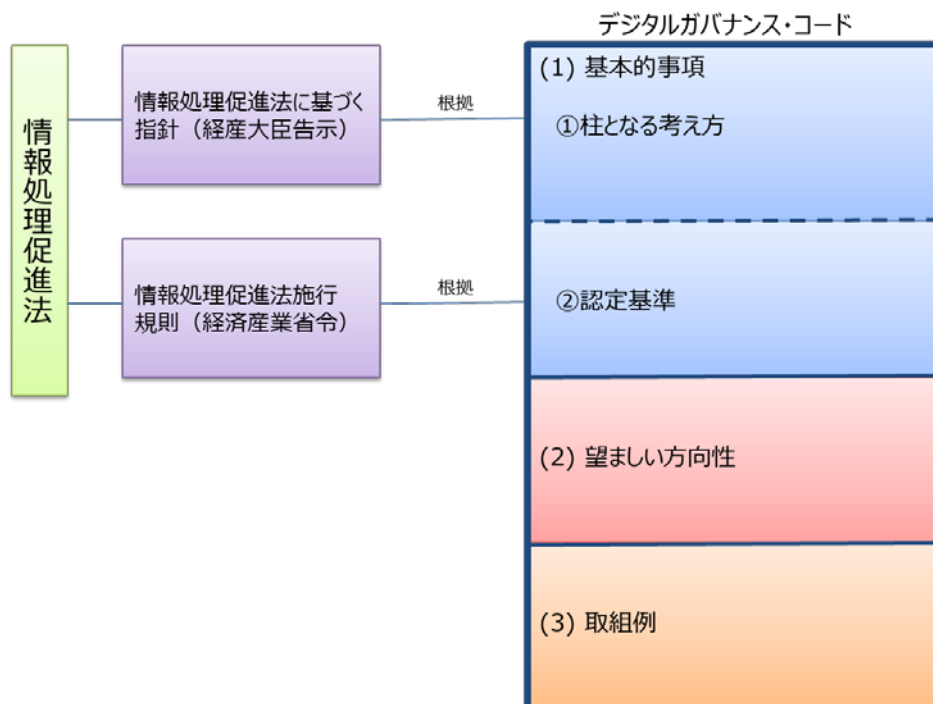 デジタルガバナンス・コード
情報処理促進法
情報処理促進法に基づく
指針（経産大臣告示）
根拠
(1) 基本的事項
①柱となる考え方
情報処理促進法施行
規則（経済産業省令）
根拠
②認定基準
(2) 望ましい方向性
(3) 取組例